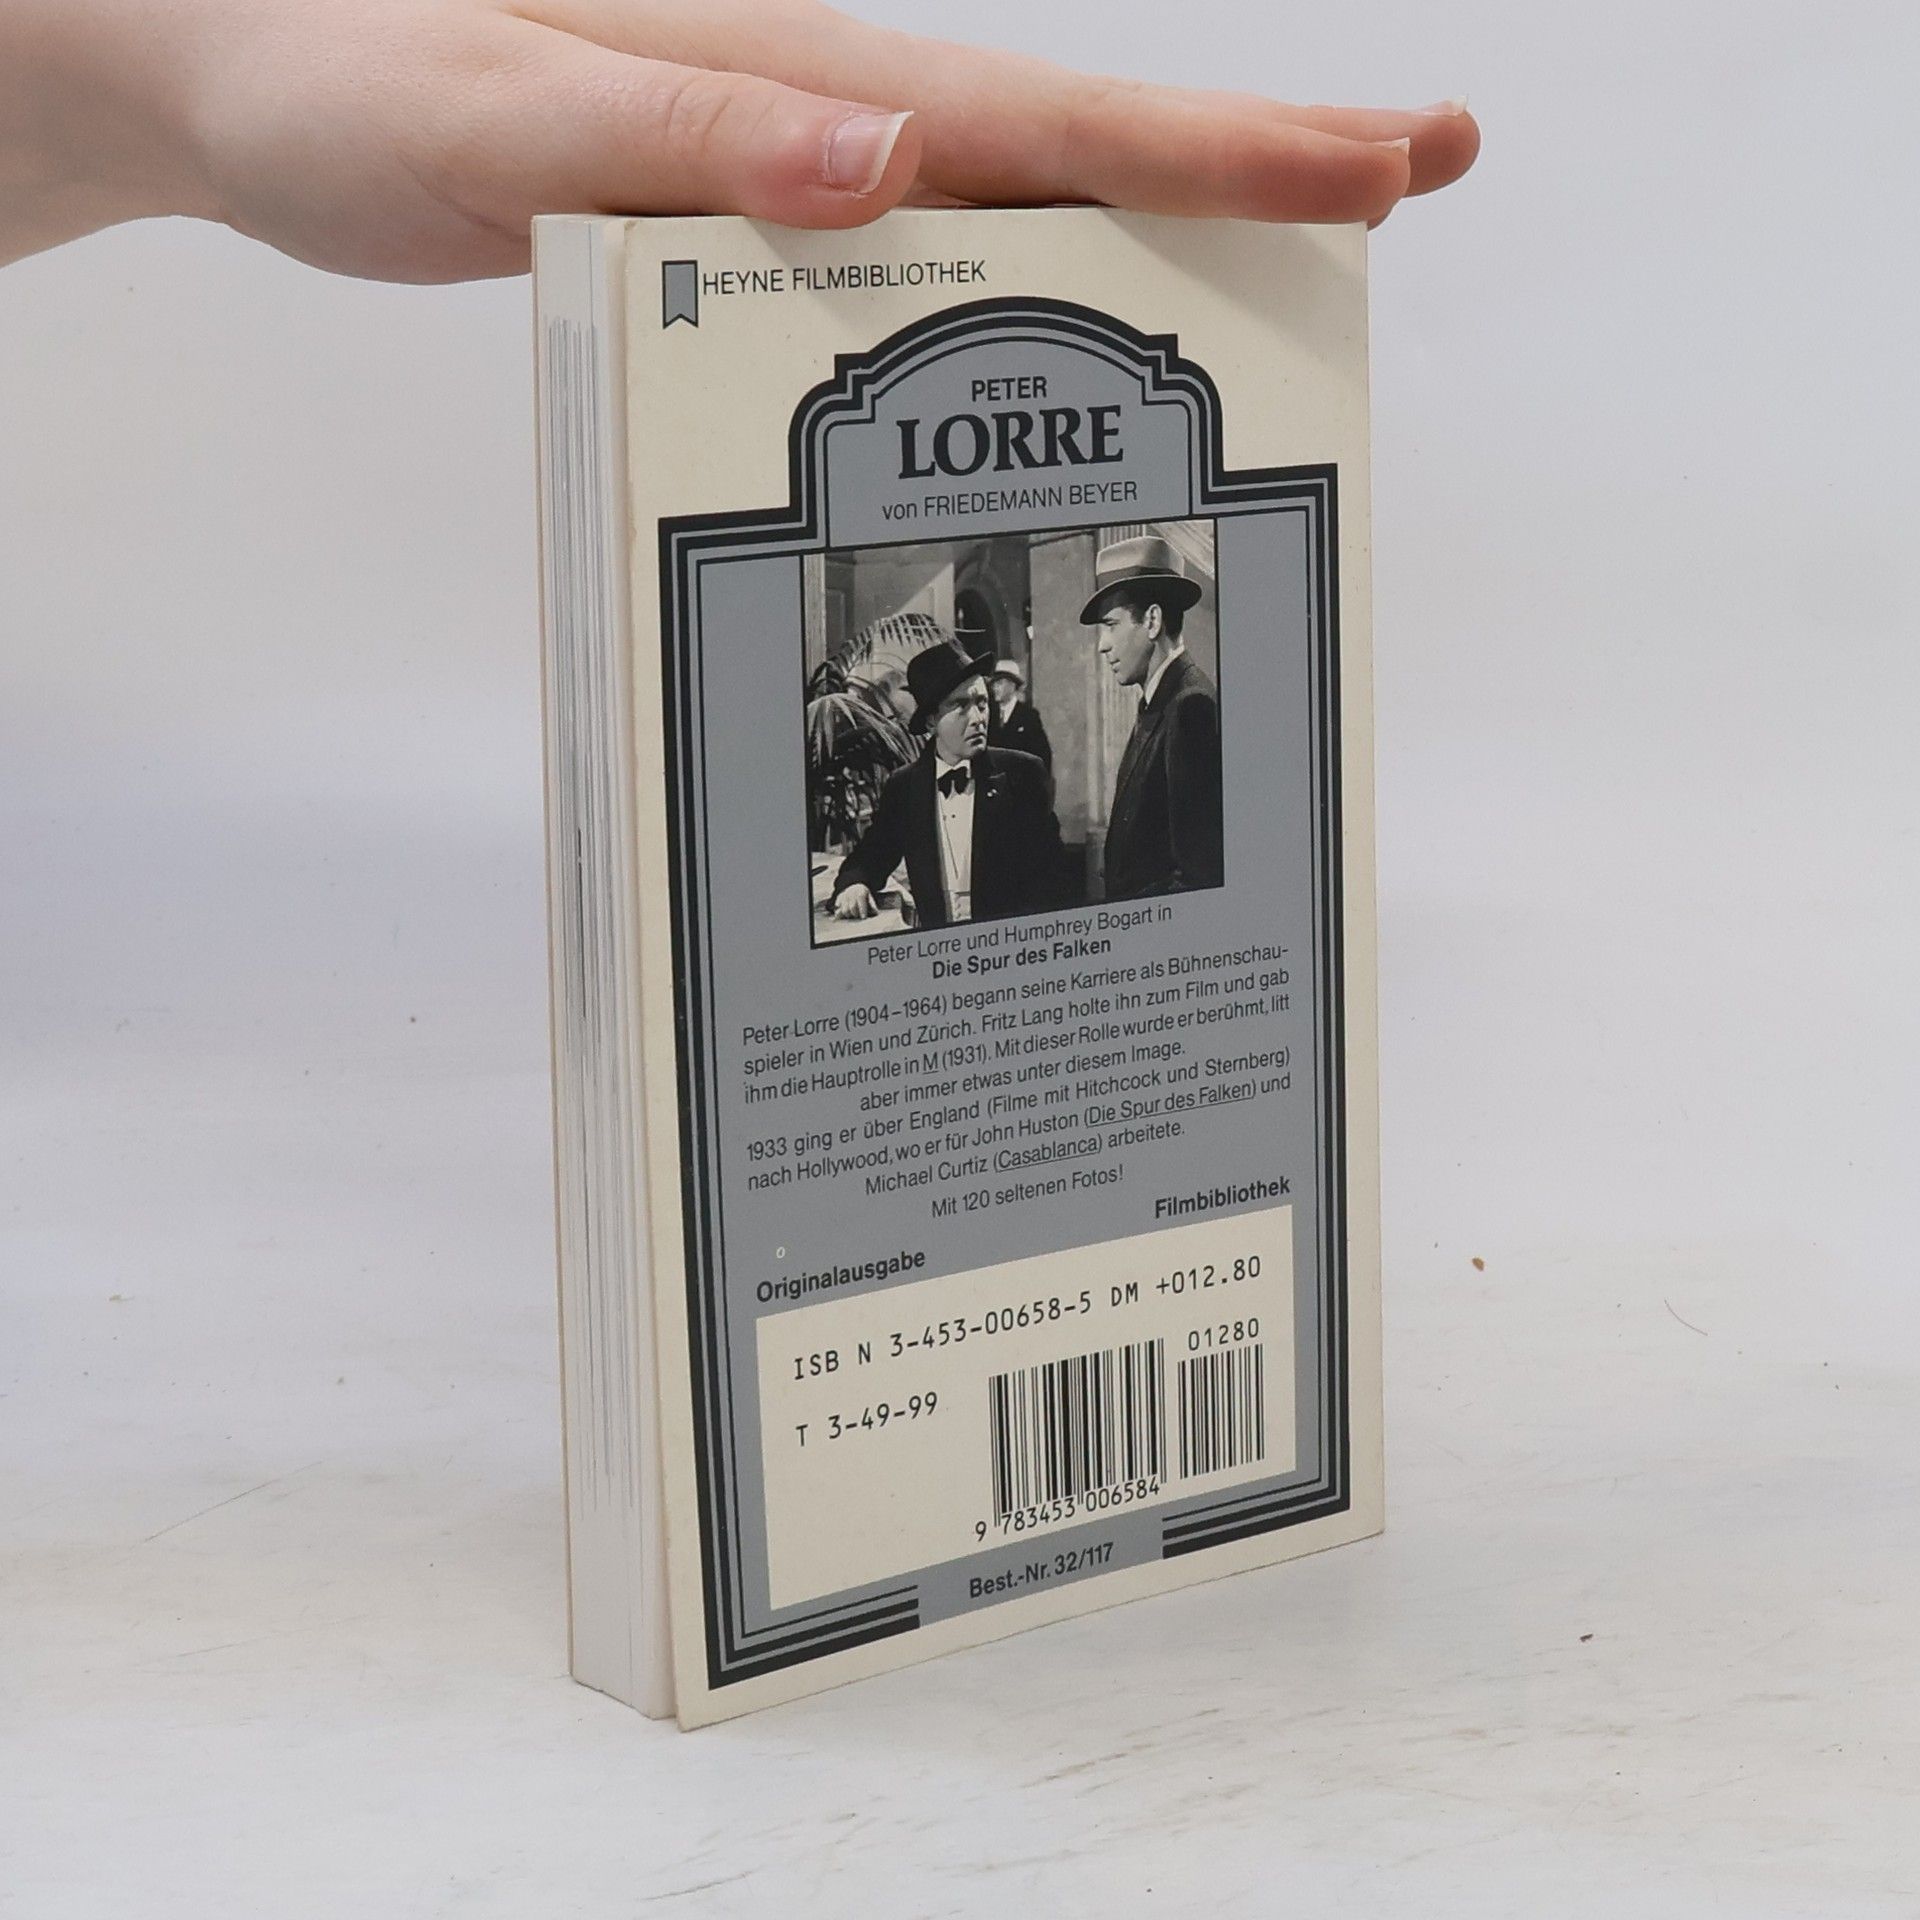 HEYNE FILMBIBLIOTHEK
PETER
LORRE
von FRIEDEMANN BEYER
Peter Lorre und Humphrey Bogart in
Die Spur des Falken
Peter Lorre (1904–1964) begann seine Karriere als Bühnenschau-
spieler in Wien und Zürich. Fritz Lang holte ihn zum Film und gab
ihm die Hauptrolle in M (1931). Mit dieser Rolle wurde er berühmt, litt
aber immer etwas unter diesem Image.
1933 ging er über England (Filme mit Hitchcock und Sternberg)
nach Hollywood, wo er für John Huston (Die Spur des Falken) und
Michael Curtiz (Casablanca) arbeitete.
Mit 120 seltenen Fotos!
Filmbibliothek
Originalausgabe
ISB N 3-453-00658-5 DM +012.80
01280
T 3-49-99
9 783453 006584
Best.-Nr. 32/117